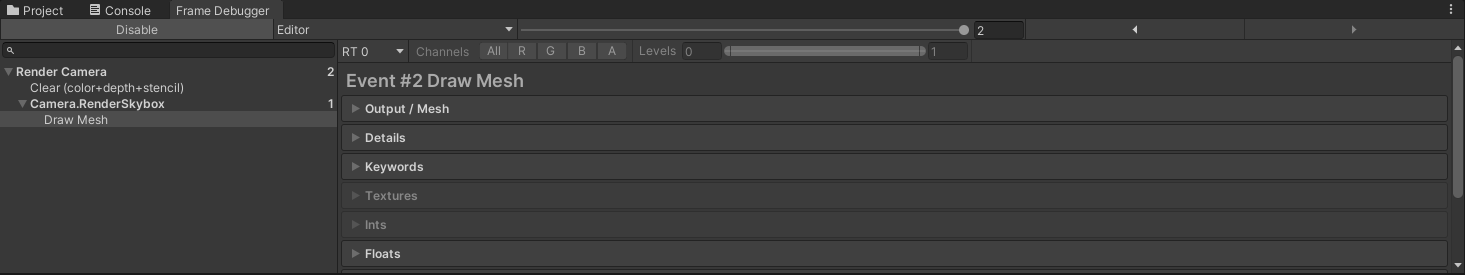 Project Console Frame Debugger
Disable Editor 2
RT 0 Channels All R G B A Levels 0 1
Render Camera 2
Clear (color+depth+stencil)
Camera.RenderSkybox 1
Draw Mesh
Event #2 Draw Mesh
Output / Mesh
Details
Keywords
Textures
Ints
Floats